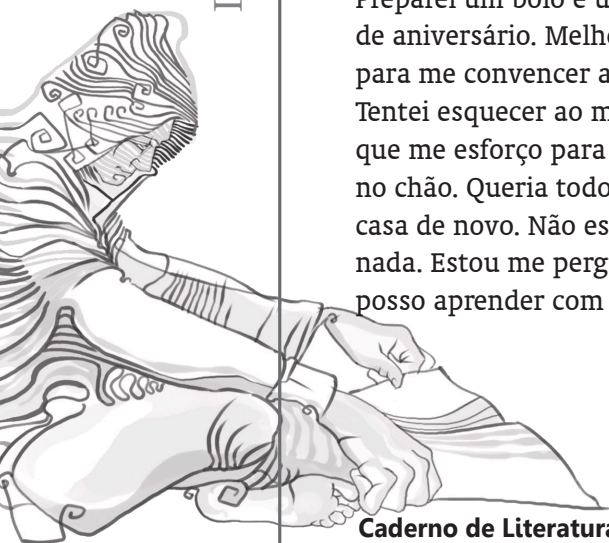 Preparei um bolo e u
de aniversário. Melho
para me convencer a
Tentei esquecer ao m
que me esforço para
no chão. Queria todo
casa de novo. Não es
nada. Estou me perg
posso aprender com
Caderno de Literatura